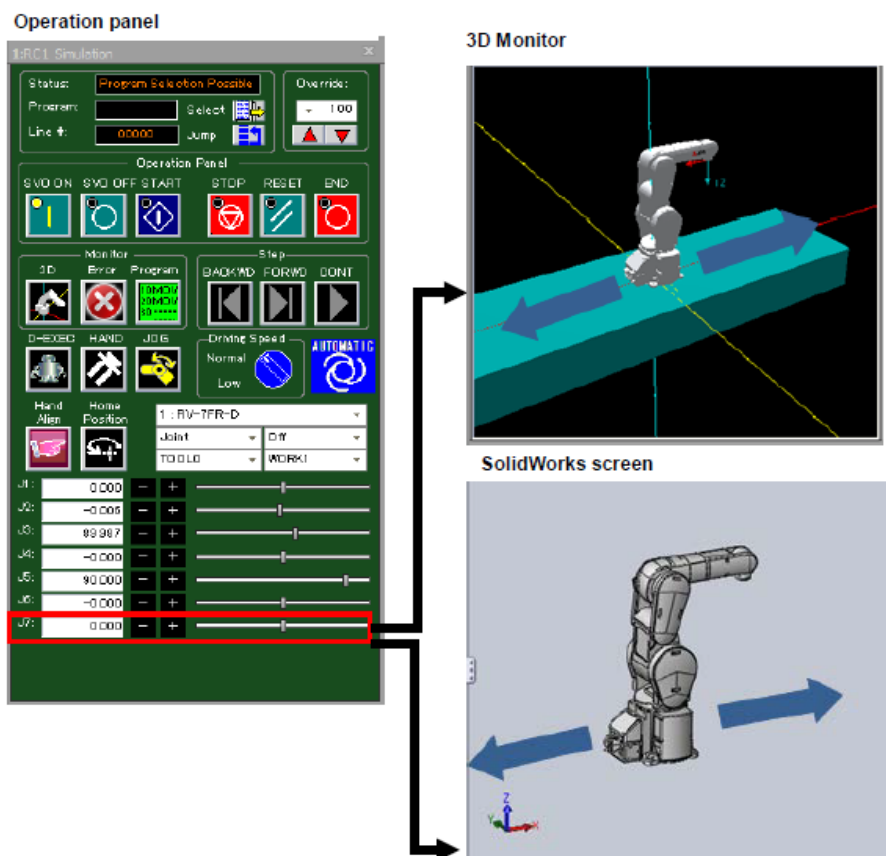 Operation panel
1:RC1 Simulation
Status: Program Selection Possible
Override:
100
Program: Select
Line #: 00000 Jump
Operation Panel
SVO ON SVO OFF START STOP RESET END
Monitor
3D Error Program
10MOV
20MOV
30
Step
BACKWD FORWD CONT
D-EXEC HAND JOG
Driving Speed
Normal
Low
AUTOMATIC
Hand Align
Home Position
1 : RV-7FR-D
Joint Off
TOOL0 WORK1
J1: 0.000 - +
J2: -0.005 - +
J3: 89.987 - +
J4: -0.000 - +
J5: 90.000 - +
J6: -0.000 - +
J7: 0.000 - +
3D Monitor
+Z
SolidWorks screen
Z
Y
X